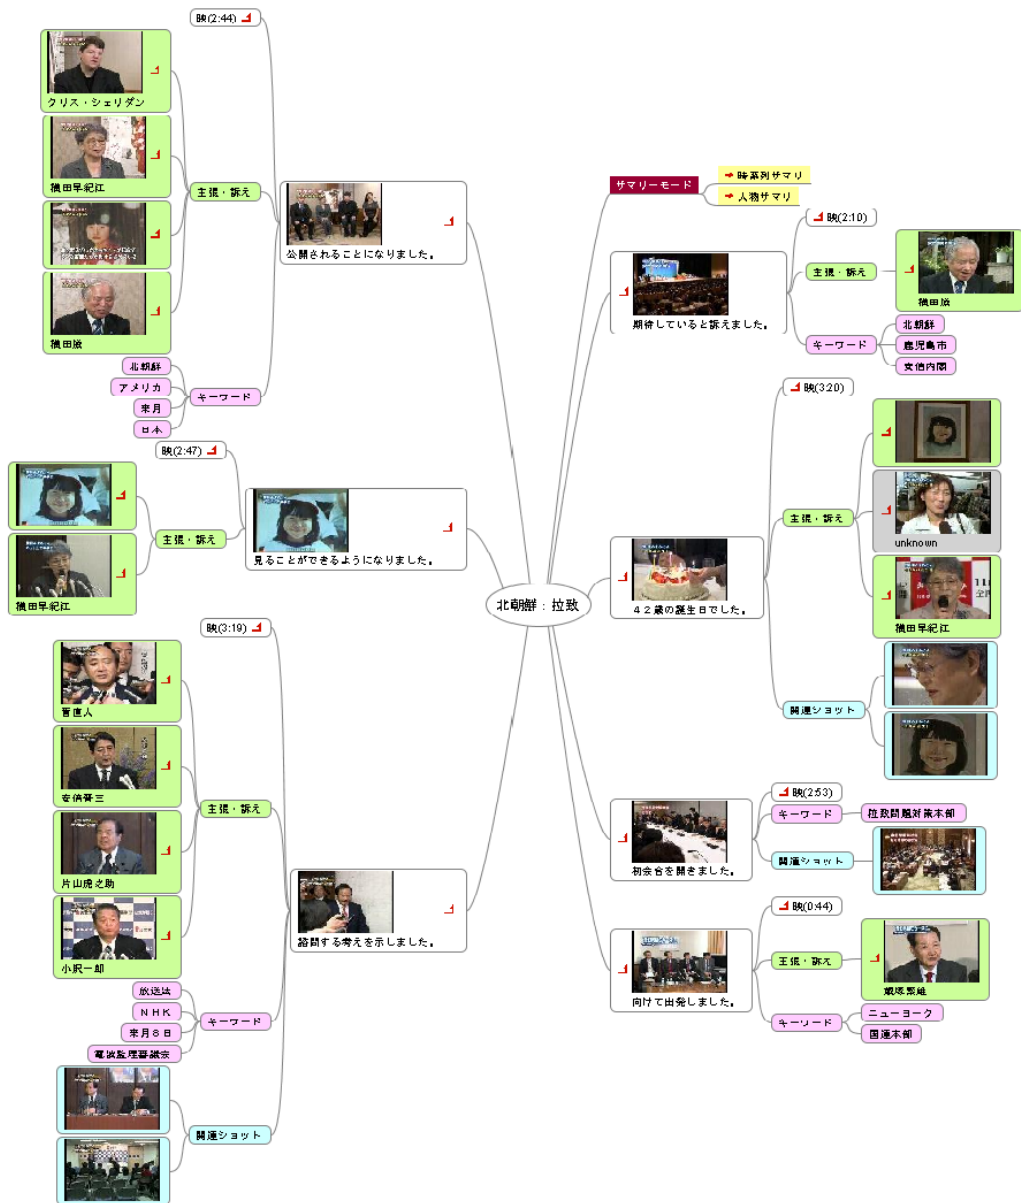 映(2:44)
クリス・シェリダン
横田早紀江
横田滋
主張・訴え
公開されることになりました。
北朝鮮
アメリカ
来月
日本
キーワード
映(2:47)
横田早紀江
主張・訴え
見ることができるようになりました。
映(3:19)
菅直人
安倍晋三
片山虎之助
小沢一郎
主張・訴え
諮問する考えを示しました。
放送法
NHK
来月8日
電波監理審議会
キーワード
関連ショット
北朝鮮:拉致
サマリーモード
時系列サマリ
人物サマリ
映(2:10)
主張・訴え
横田滋
期待していると訴えました。
キーワード
北朝鮮
鹿児島市
安倍内閣
映(3:20)
主張・訴え
unknown
横田早紀江
42歳の誕生日でした。
関連ショット
映(2:53)
キーワード
拉致問題対策本部
初会合を開きました。
関連ショット
映(0:44)
主張・訴え
飯塚繁雄
向けて出発しました。
キーワード
ニューヨーク
国連本部